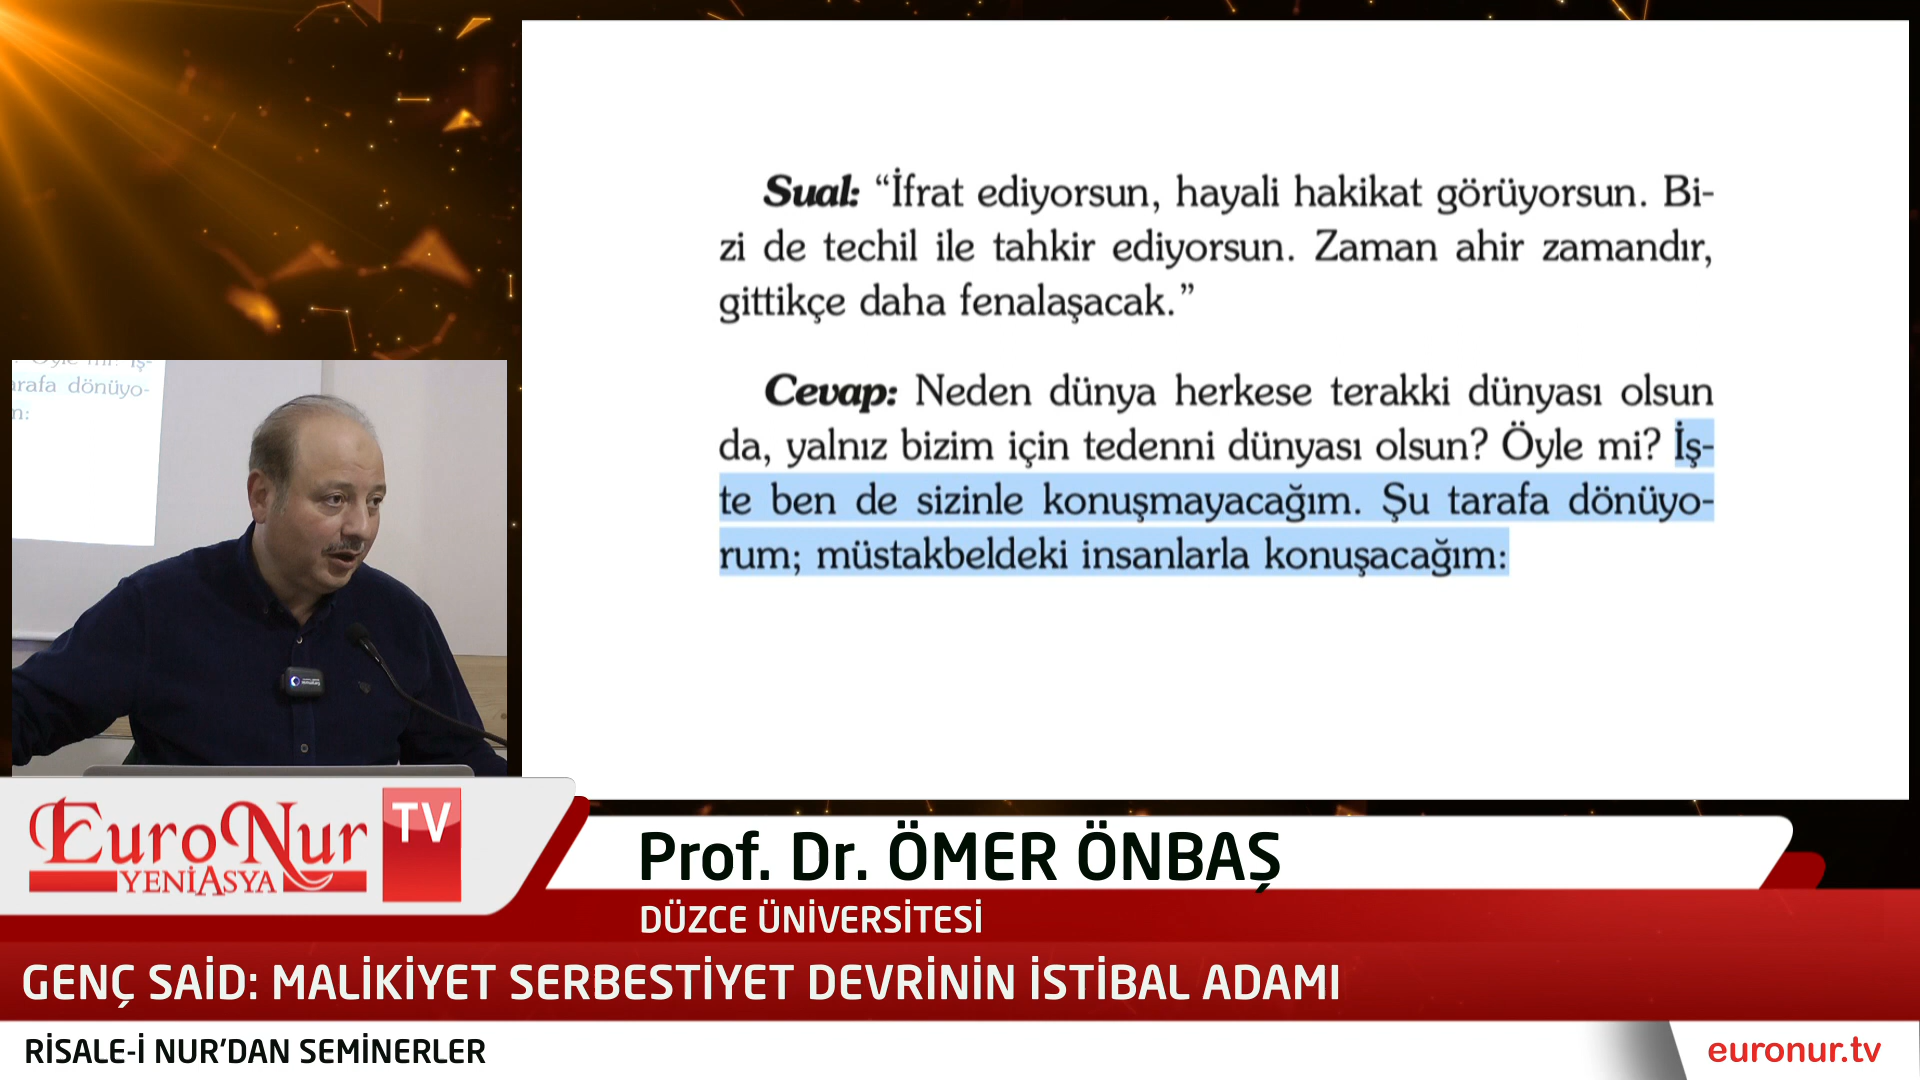 Sual: “İfrat ediyorsun, hayali hakikat görüyorsun. Bi-
zi de techil ile tahkir ediyorsun. Zaman ahir zamandır,
gittikçe daha fenalaşacak.”
Cevap: Neden dünya herkese terakki dünyası olsun
da, yalnız bizim için tedenni dünyası olsun? Öyle mi? İş-
te ben de sizinle konuşmayacağım. Şu tarafa dönüyo-
rum; müstakbeldeki insanlarla konuşacağım:
Öyle mi? İş-
arafa dönüyo-
n:
EuroNur TV
YENİASYA
Prof. Dr. ÖMER ÖNBAŞ
DÜZCE ÜNİVERSİTESİ
GENÇ SAİD: MALİKİYET SERBESTİYET DEVRİNİN İSTİBAL ADAMI
RİSALE-İ NUR’DAN SEMİNERLER
euronur.tv